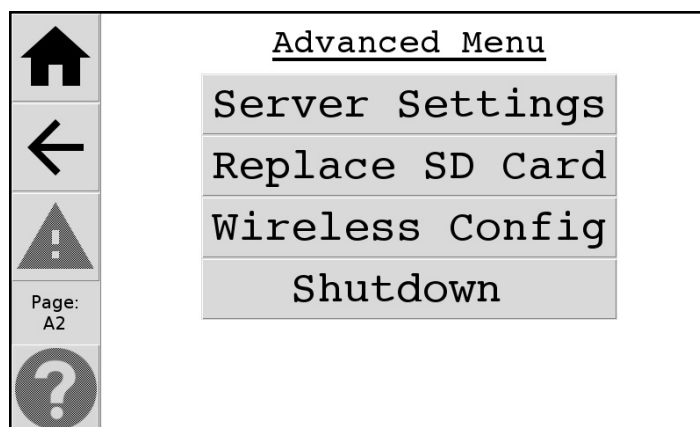 Advanced Menu
Server Settings
Replace SD Card
Wireless Config
Shutdown
Page:
A2